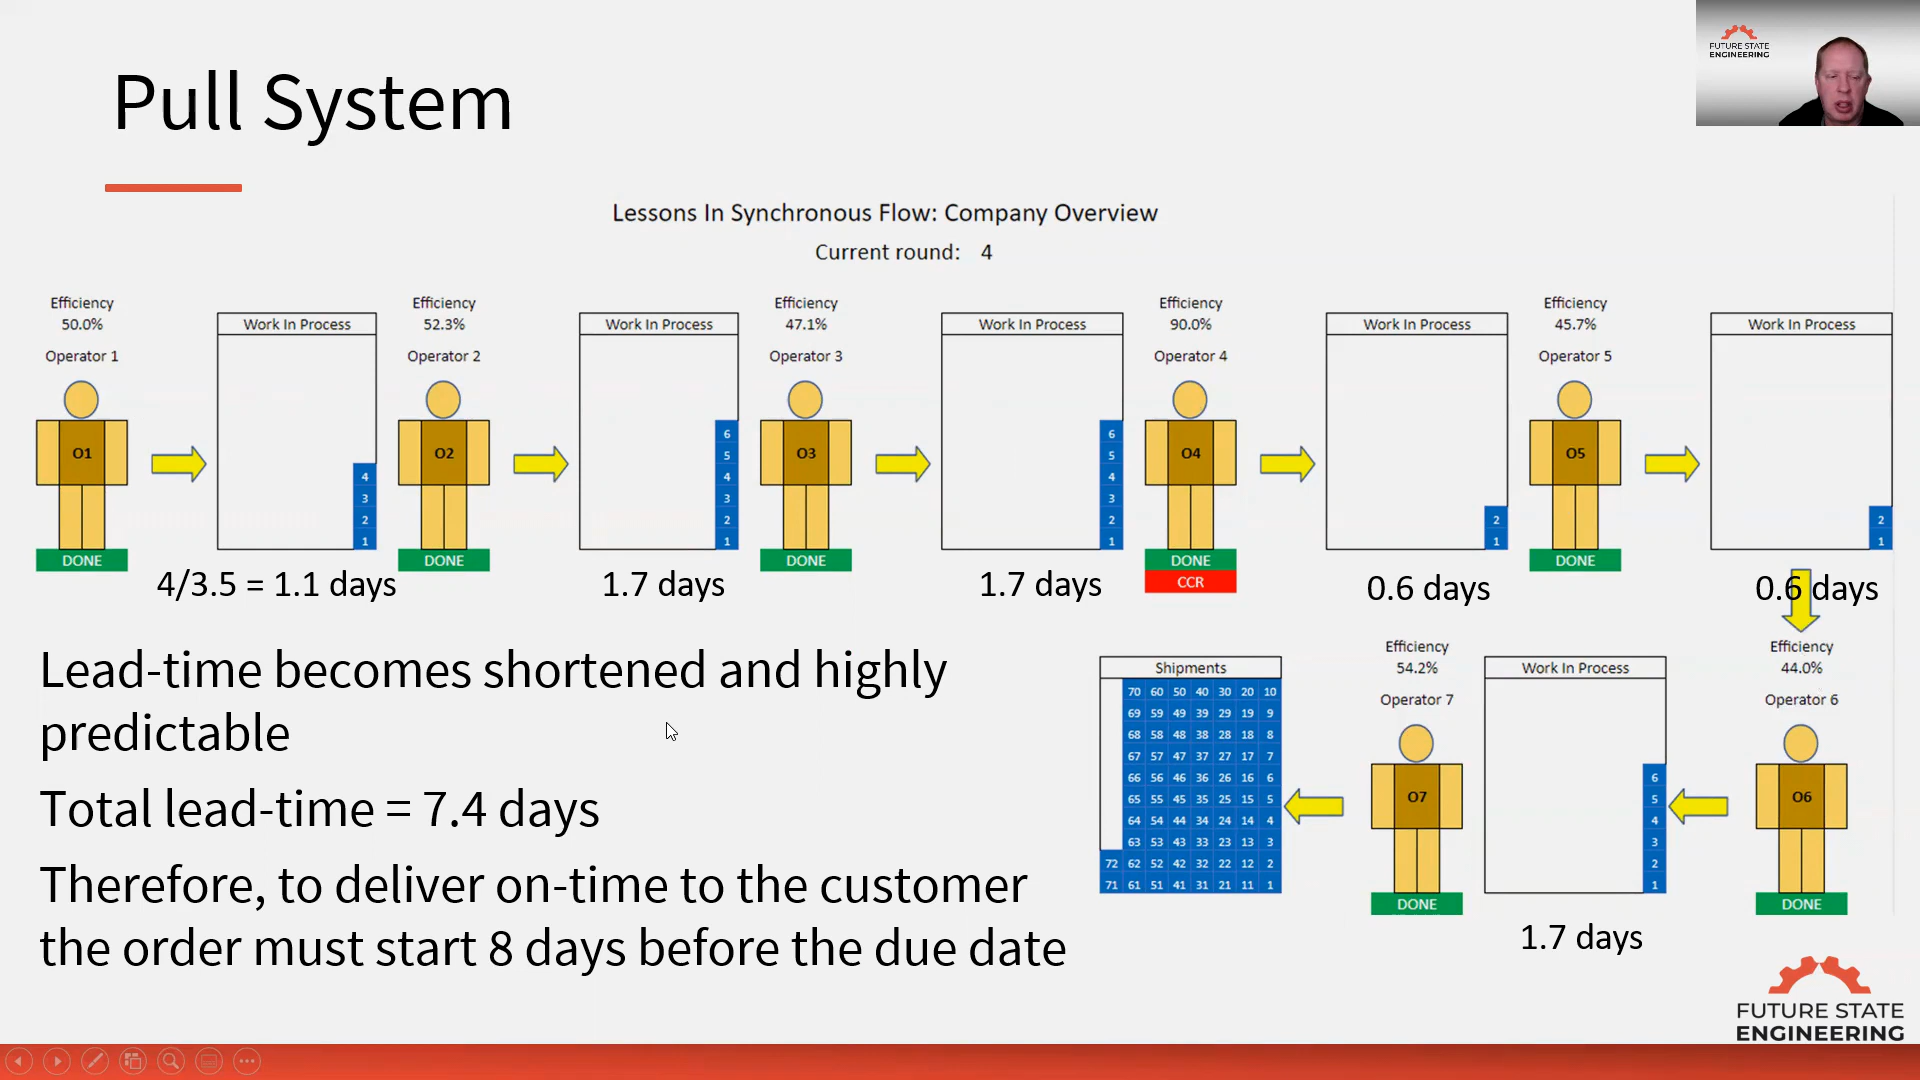 Pull System
FUTURE STATE
ENGINEERING
Lessons In Synchronous Flow: Company Overview
Current round: 4
Efficiency
50.0%
Operator 1
O1
DONE
Work In Process
4
3
2
1
4/3.5 = 1.1 days
Efficiency
52.3%
Operator 2
O2
DONE
Work In Process
6
5
4
3
2
1
1.7 days
Efficiency
47.1%
Operator 3
O3
DONE
Work In Process
6
5
4
3
2
1
1.7 days
Efficiency
90.0%
Operator 4
O4
DONE
CCR
Work In Process
2
1
0.6 days
Efficiency
45.7%
Operator 5
O5
DONE
Work In Process
2
1
0.6 days
Efficiency
44.0%
Operator 6
O6
DONE
Work In Process
6
5
4
3
2
1
1.7 days
Efficiency
54.2%
Operator 7
O7
DONE
Shipments
70 60 50 40 30 20 10
69 59 49 39 29 19 9
68 58 48 38 28 18 8
67 57 47 37 27 17 7
66 56 46 36 26 16 6
65 55 45 35 25 15 5
64 54 44 34 24 14 4
63 53 43 33 23 13 3
72 62 52 42 32 22 12 2
71 61 51 41 31 21 11 1
Lead-time becomes shortened and highly
predictable
Total lead-time = 7.4 days
Therefore, to deliver on-time to the customer
the order must start 8 days before the due date
FUTURE STATE
ENGINEERING